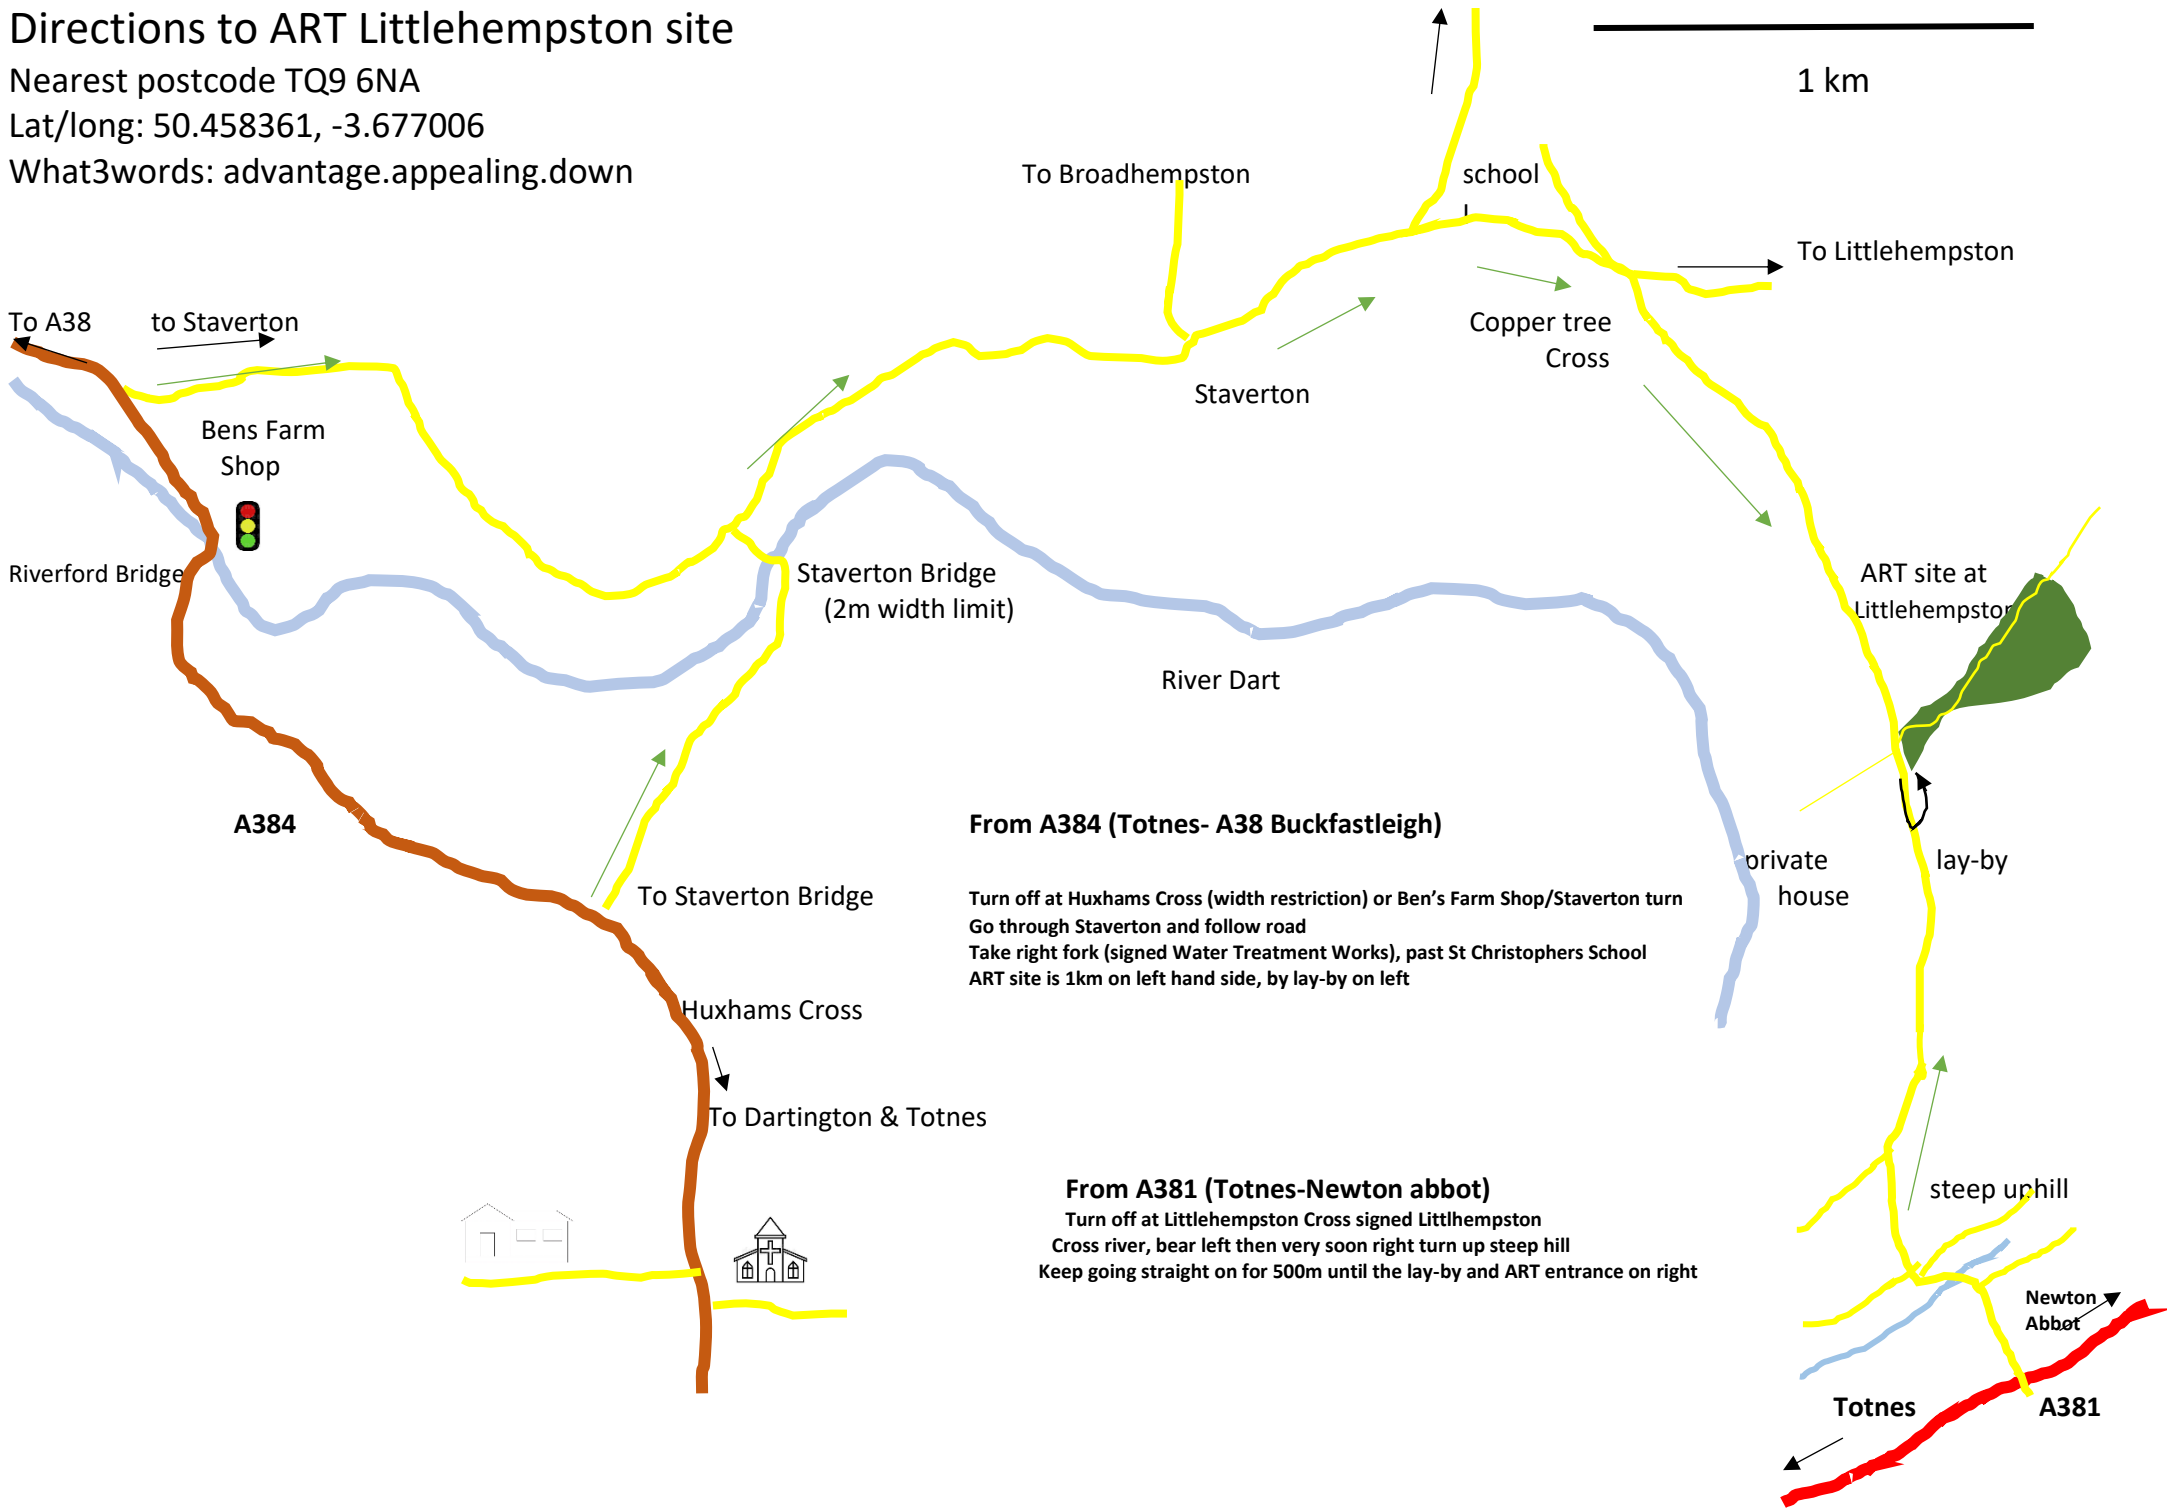 Directions to ART Littlehempston site
Nearest postcode TQ9 6NA
Lat/long: 50.458361, -3.677006
What3words: advantage.appealing.down
1 km
To Broadhempston
school
To Littlehempston
To A38
to Staverton
Copper tree
Cross
Staverton
Bens Farm
Shop
Riverford Bridge
Staverton Bridge
(2m width limit)
ART site at
Littlehempston
River Dart
A384
From A384 (Totnes- A38 Buckfastleigh)
private
house
lay-by
To Staverton Bridge
Turn off at Huxhams Cross (width restriction) or Ben’s Farm Shop/Staverton turn
Go through Staverton and follow road
Take right fork (signed Water Treatment Works), past St Christophers School
ART site is 1km on left hand side, by lay-by on left
Huxhams Cross
To Dartington & Totnes
From A381 (Totnes-Newton abbot)
Turn off at Littlehempston Cross signed Littlhempston
Cross river, bear left then very soon right turn up steep hill
Keep going straight on for 500m until the lay-by and ART entrance on right
steep uphill
Newton
Abbot
Totnes
A381